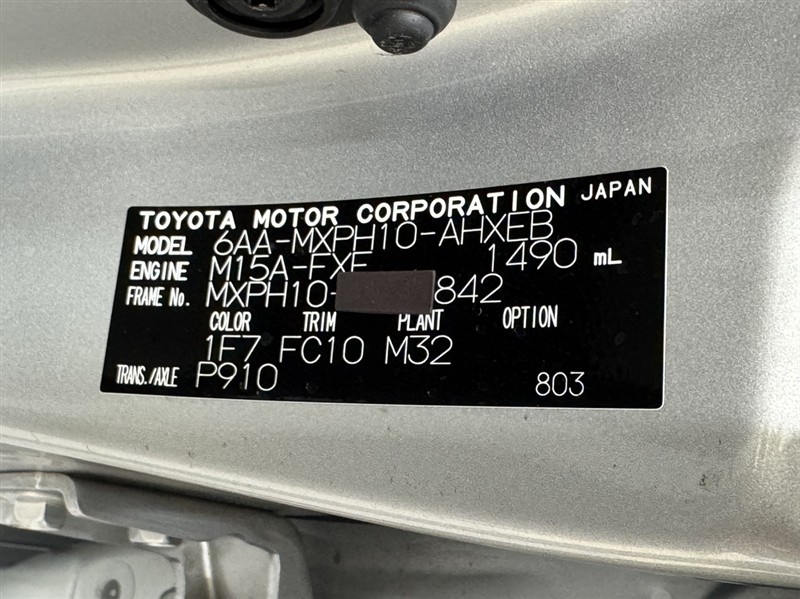 TOYOTA MOTOR CORPORATION JAPAN
MODEL 6AA-MXPH10-AHXEB
ENGINE M15A-FXE 1490 mL
FRAME No. MXPH10- 842
COLOR TRIM PLANT OPTION
1F7 FC10 M32
TRANS./AXLE P910 803